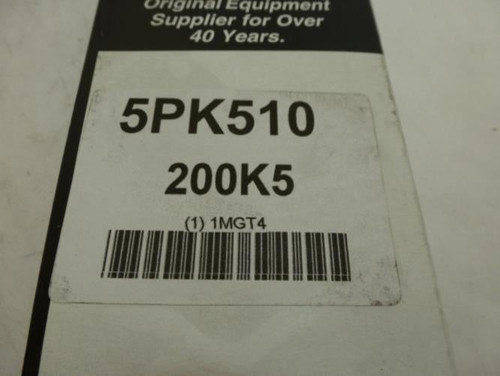 Original Equipment
Supplier for Over
40 Years.
5PK510
200K5
(1) 1MGT4